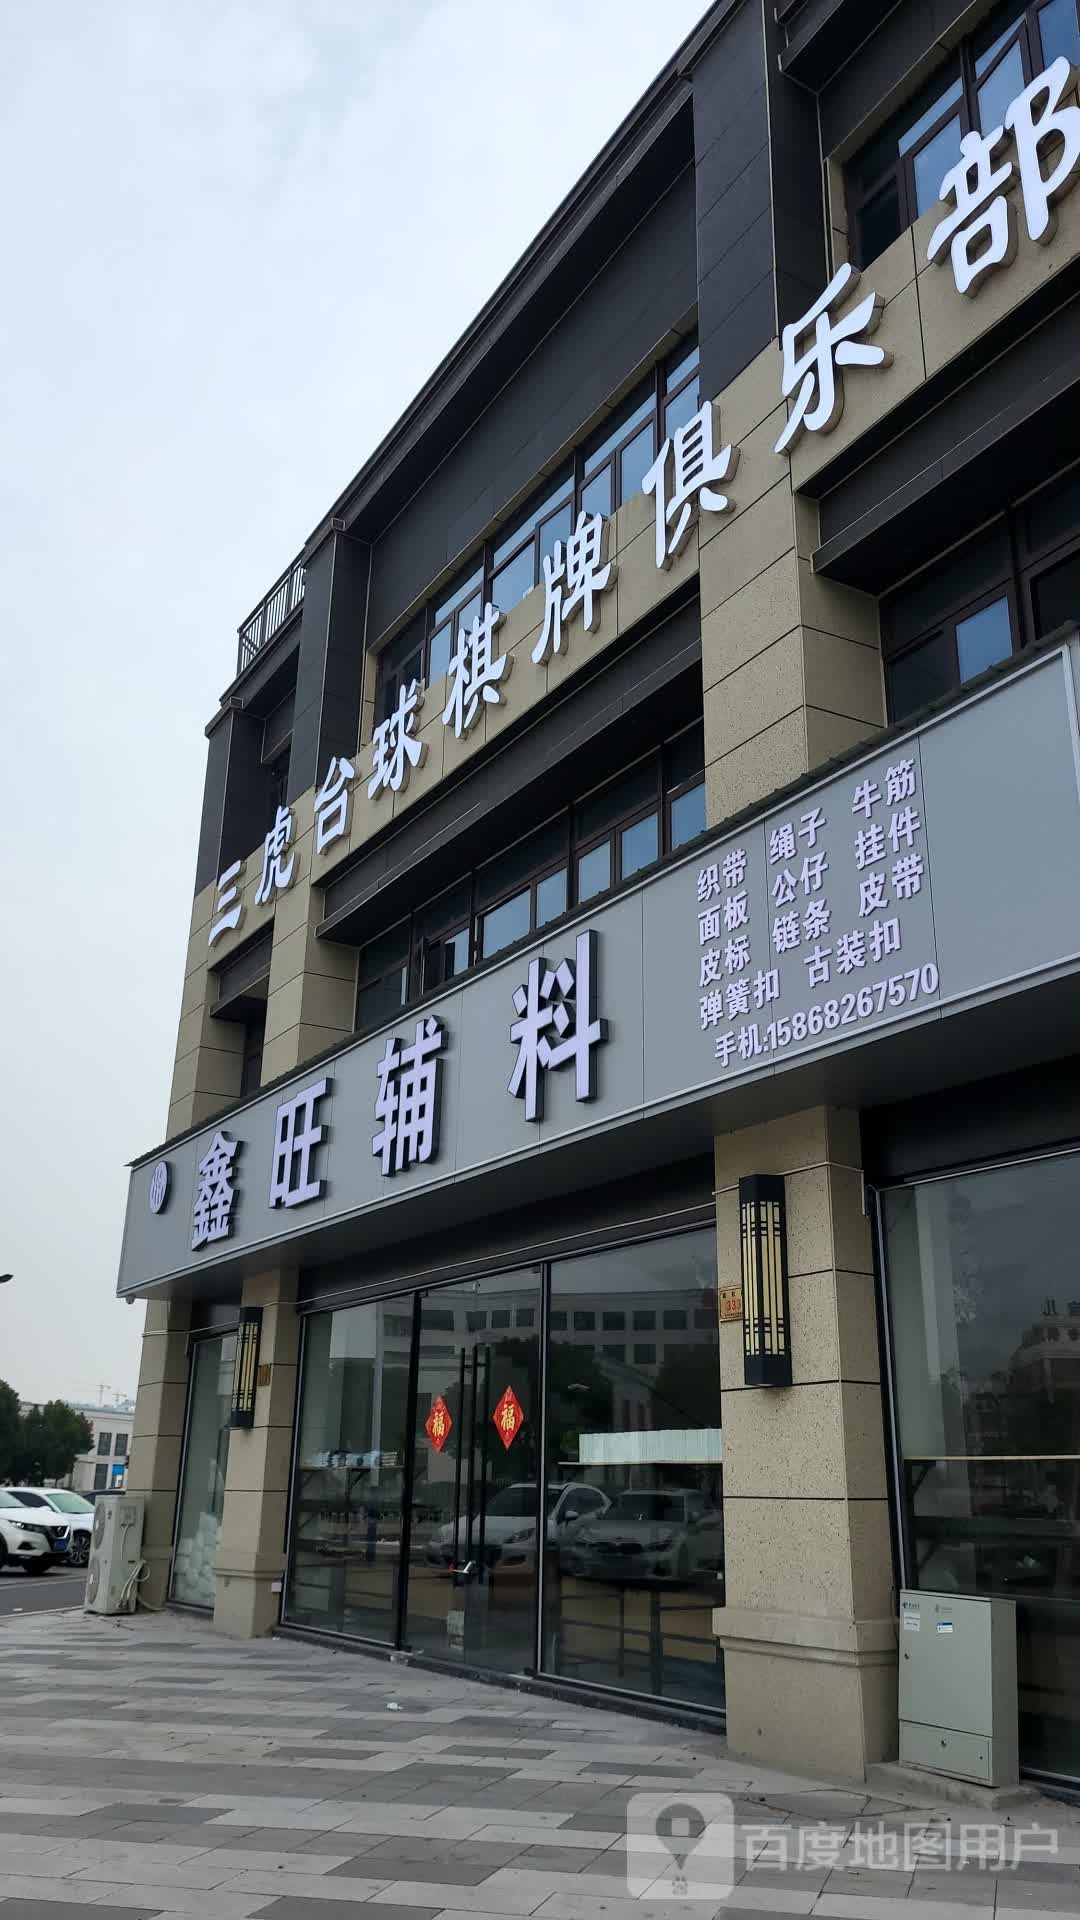 三虎台球棋牌俱乐部
鑫旺辅料
织带 绳子 牛筋
面板 公仔 挂件
皮标 链条 皮带
弹簧扣 古装扣
手机:15868267570
福
福
333
百度地图用户